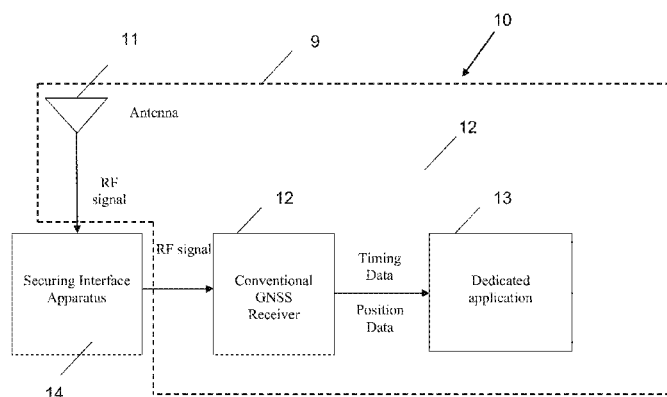 11
9
10
Antenna
12
RF
signal
12
13
Securing Interface
Apparatus
RF signal
Conventional
GNSS
Receiver
Timing
Data
Position
Data
Dedicated
application
14